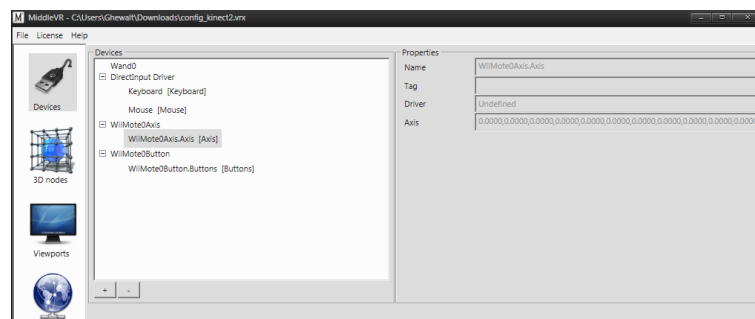 MiddleVR - C:\Users\Ghewalt\Downloads\config_kinect2.vrx
File License Help
Devices
3D nodes
Viewports
Devices
Wand0
DirectInput Driver
Keyboard [Keyboard]
Mouse [Mouse]
WiiMote0Axis
WiiMote0Axis.Axis [Axis]
WiiMote0Button
WiiMote0Button.Buttons [Buttons]
+ -
Properties
Name WiiMote0Axis.Axis
Tag
Driver Undefined
Axis 0.0000,0.0000,0.0000,0.0000,0.0000,0.0000,0.0000,0.0000,0.0000,0.0000,0.0000